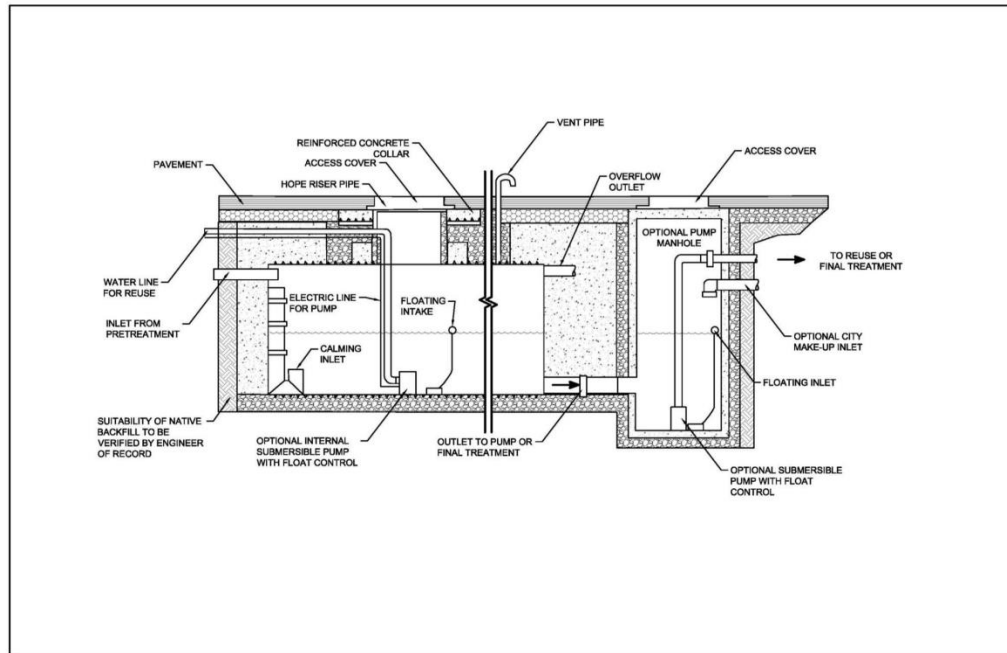 VENT PIPE
REINFORCED CONCRETE
COLLAR
ACCESS COVER
ACCESS COVER
PAVEMENT
HOPE RISER PIPE
OVERFLOW
OUTLET
OPTIONAL PUMP
MANHOLE
TO REUSE OR
FINAL TREATMENT
WATER LINE
FOR REUSE
ELECTRIC LINE
FOR PUMP
FLOATING
INTAKE
INLET FROM
PRETREATMENT
OPTIONAL CITY
MAKE-UP INLET
CALMING
INLET
FLOATING INLET
SUITABILITY OF NATIVE
BACKFILL TO BE
VERIFIED BY ENGINEER
OF RECORD
OPTIONAL INTERNAL
SUBMERSIBLE PUMP
WITH FLOAT CONTROL
OUTLET TO PUMP OR
FINAL TREATMENT
OPTIONAL SUBMERSIBLE
PUMP WITH FLOAT
CONTROL